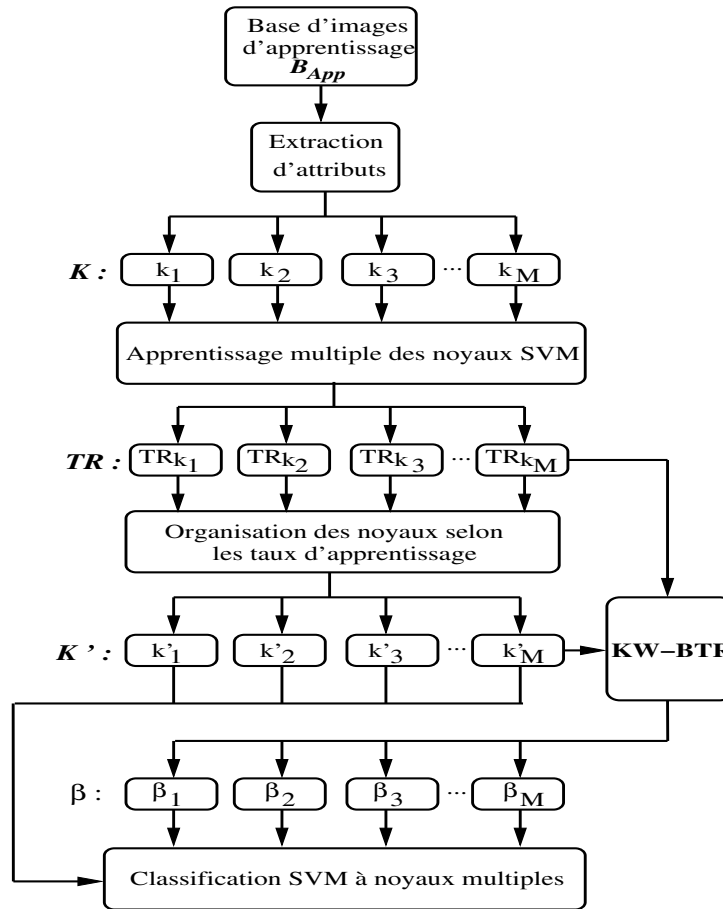 Base d'images
d'apprentissage
B_App
Extraction
d'attributs
K : k1 k2 k3 ... kM
Apprentissage multiple des noyaux SVM
TR : TRk1 TRk2 TRk3 ... TRkM
Organisation des noyaux selon
les taux d'apprentissage
K' : k'1 k'2 k'3 ... k'M
KW–BTR
β : β1 β2 β3 ... βM
Classification SVM à noyaux multiples